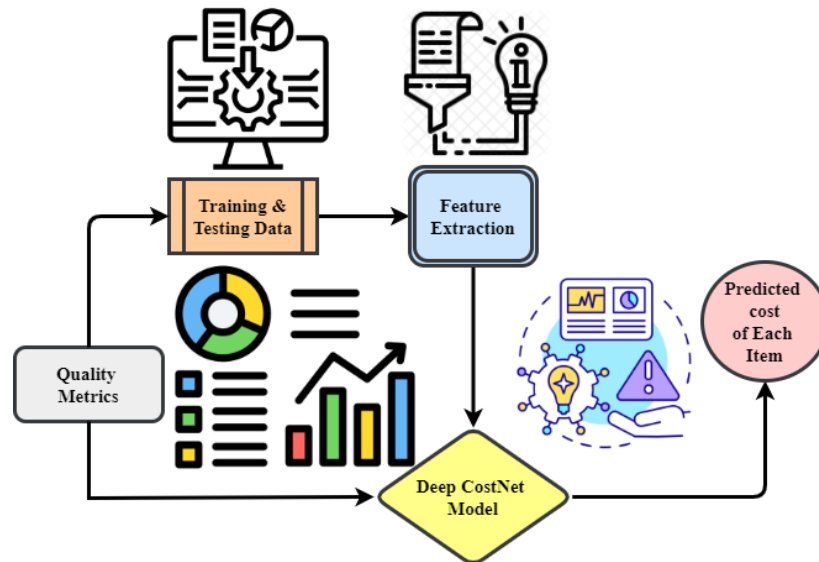 Training &
Testing Data
Feature
Extraction
Predicted
cost
of Each
Item
Quality
Metrics
Deep CostNet
Model